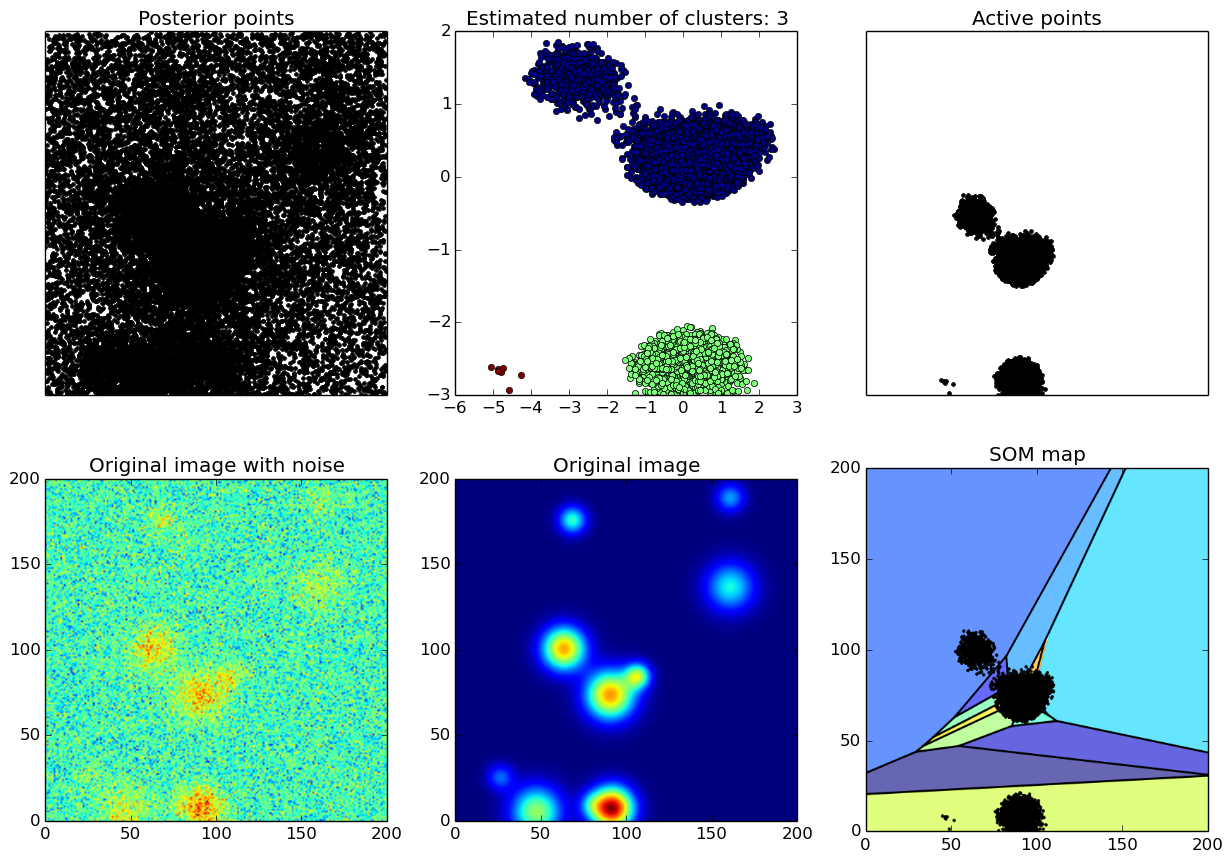 Posterior points
Estimated number of clusters: 3
Active points
2
1
0
−1
−2
−3
−6 −5 −4 −3 −2 −1 0 1 2 3
Original image with noise
Original image
SOM map
200
150
100
50
0
0 50 100 150 200
200
150
100
50
0
0 50 100 150 200
200
150
100
50
0
0 50 100 150 200